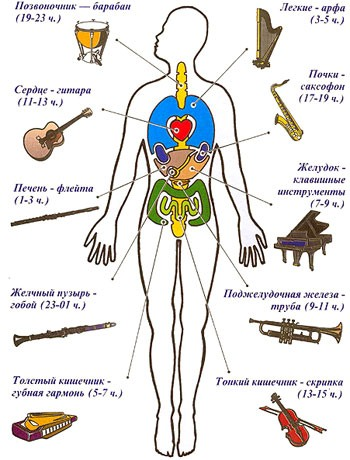 Позвоночник — барабан
(19-23 ч.)
Легкие - арфа
(3-5 ч.)
Сердце - гитара
(11-13 ч.)
Почки -
саксофон
(17-19 ч.)
Печень - флейта
(1-3 ч.)
Желудок -
клавишные
инструменты
(7-9 ч.)
Желчный пузырь -
гобой (23-01 ч.)
Поджелудочная железа -
труба (9-11 ч.)
Толстый кишечник -
губная гармонь (5-7 ч.)
Тонкий кишечник - скрипка
(13-15 ч.)